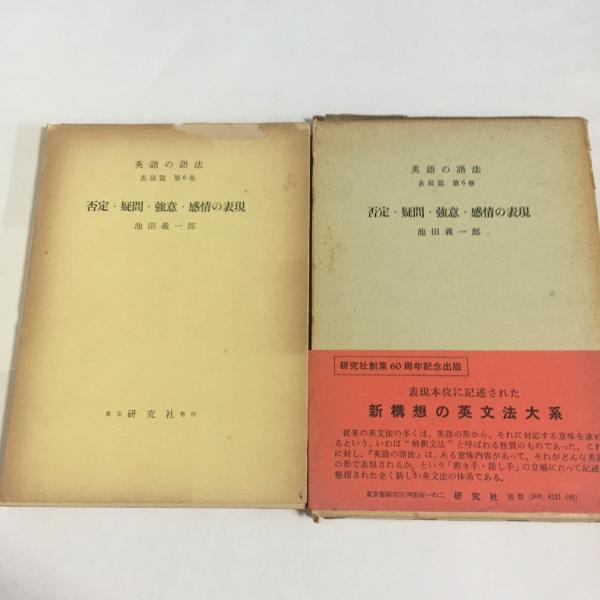 英語の語法
表現篇 第6巻
否定・疑問・強意・感情の表現
池田義一郎
東京 研究社 発行
英語の語法
表現篇 第6巻
否定・疑問・強意・感情の表現
池田義一郎
研究社創業60周年記念出版
表現本位に記述された
新構想の英文法大系
従来の英文法の多くは、英語の形から、それに対応する意味を求め
るという、いわば“解釈文法”と呼ばれる性質のものであった。これ
に対し、『英語の語法』は、ある意味内容があって、それがどんな英語
の形で表現されるか、という「書き手・話し手」の立場にたって記述
整理された全く新しい英文法の体系である。
研究社 電話 (269) 4521 (代)